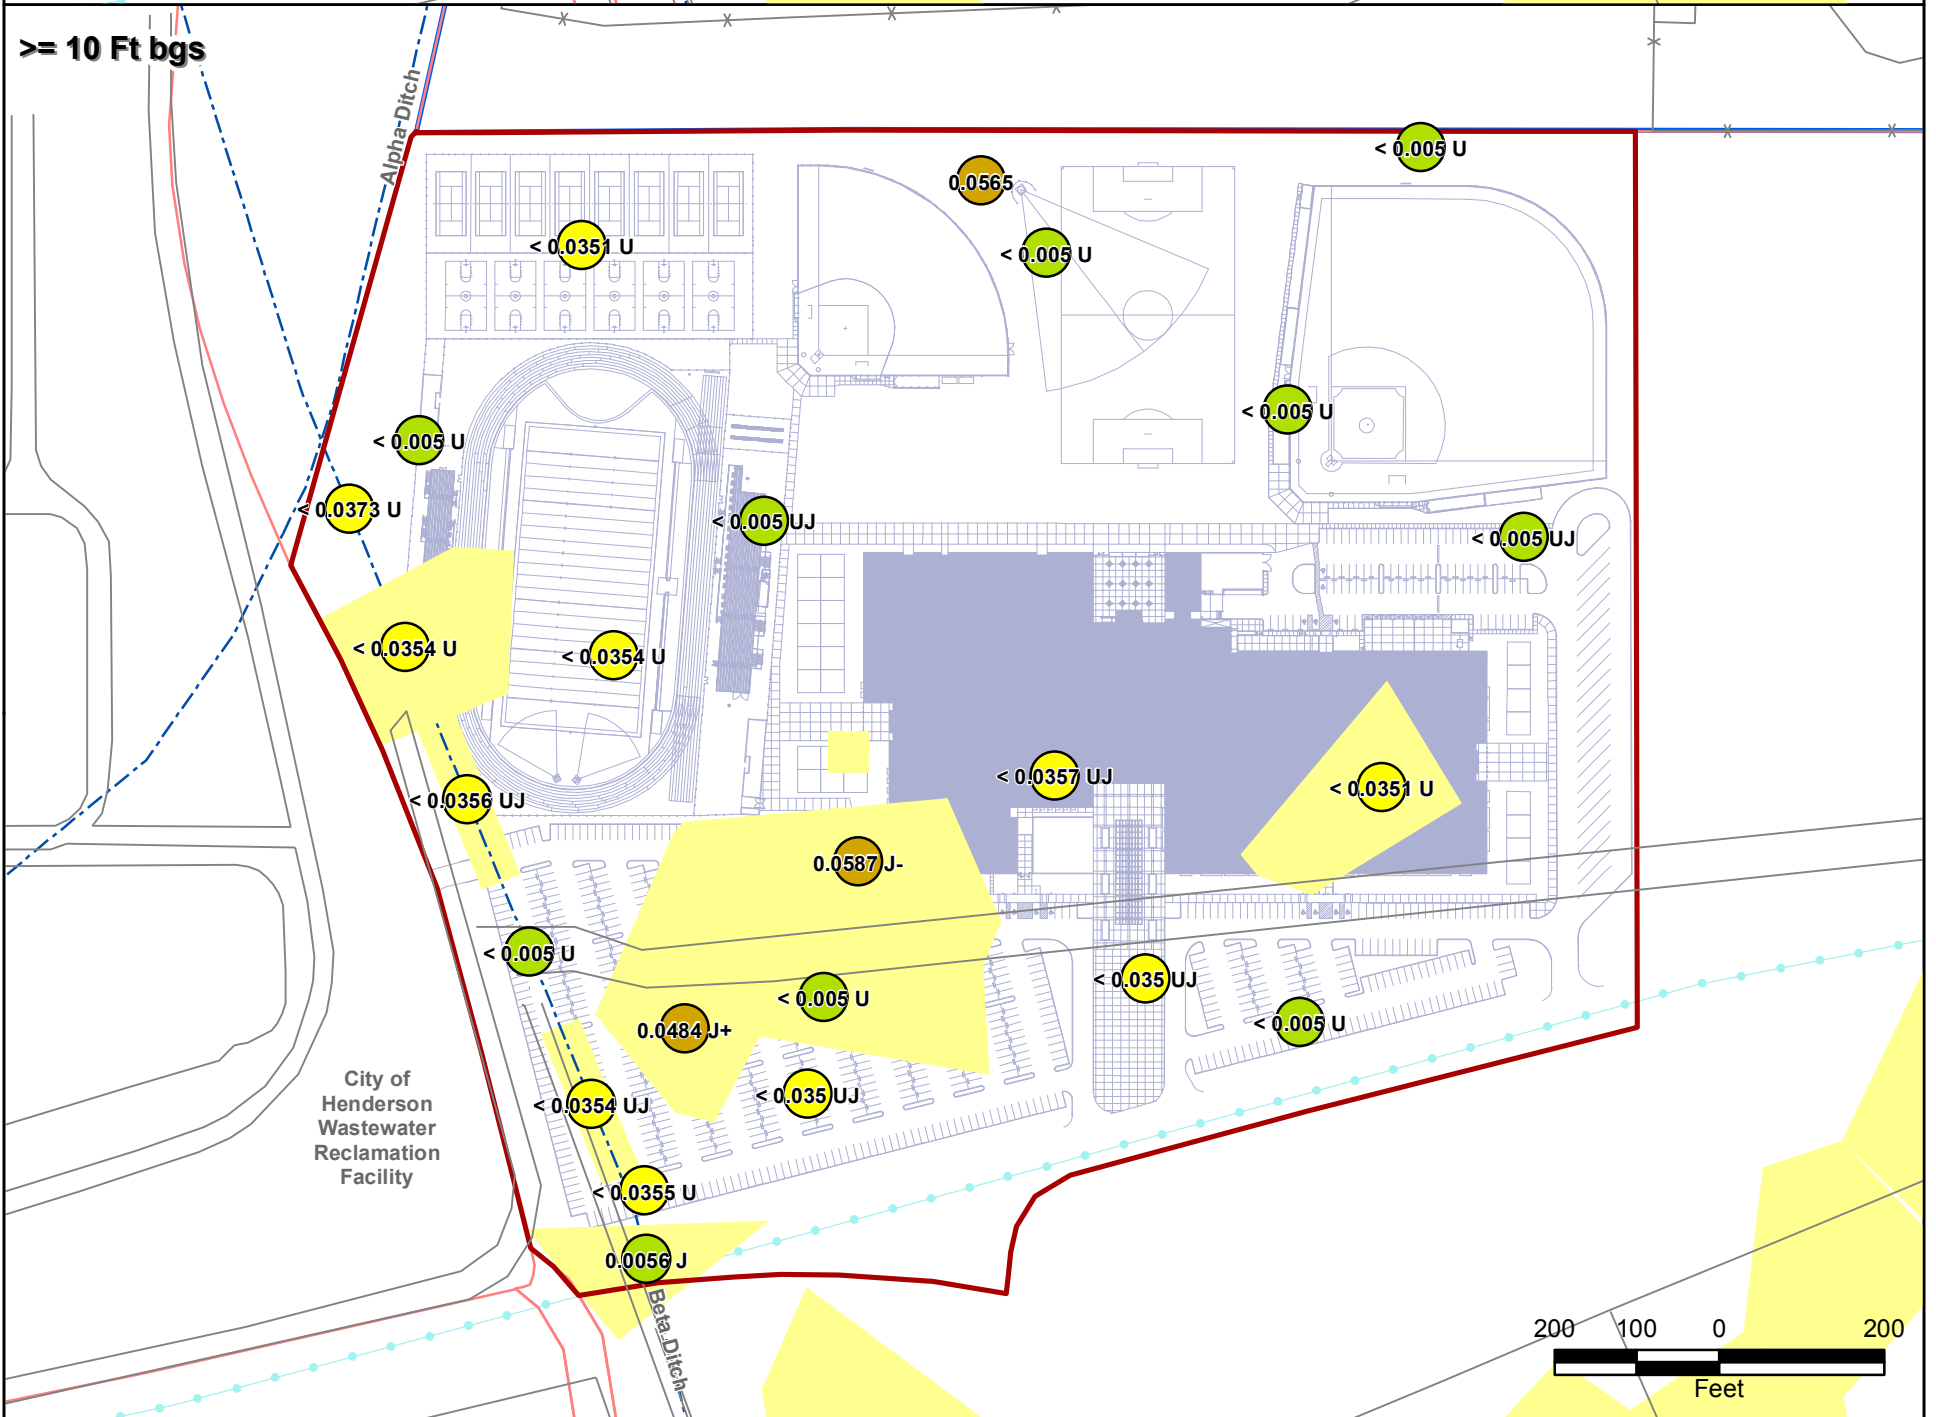 >= 10 Ft bgs
Alpha Ditch
< 0.005 U
0.0565
< 0.0351 U
< 0.005 U
< 0.005 U
< 0.005 U
< 0.0373 U
< 0.005 UJ
< 0.005 UJ
< 0.0354 U
< 0.0354 U
< 0.0357 UJ
< 0.0351 U
< 0.0356 UJ
0.0587 J-
< 0.005 U
< 0.035 UJ
< 0.005 U
0.0484 J+
< 0.005 U
City of
Henderson
Wastewater
Reclamation
Facility
< 0.0354 UJ
< 0.035 UJ
< 0.0355 U
0.0056 J
Beta Ditch
200 100 0 200
Feet